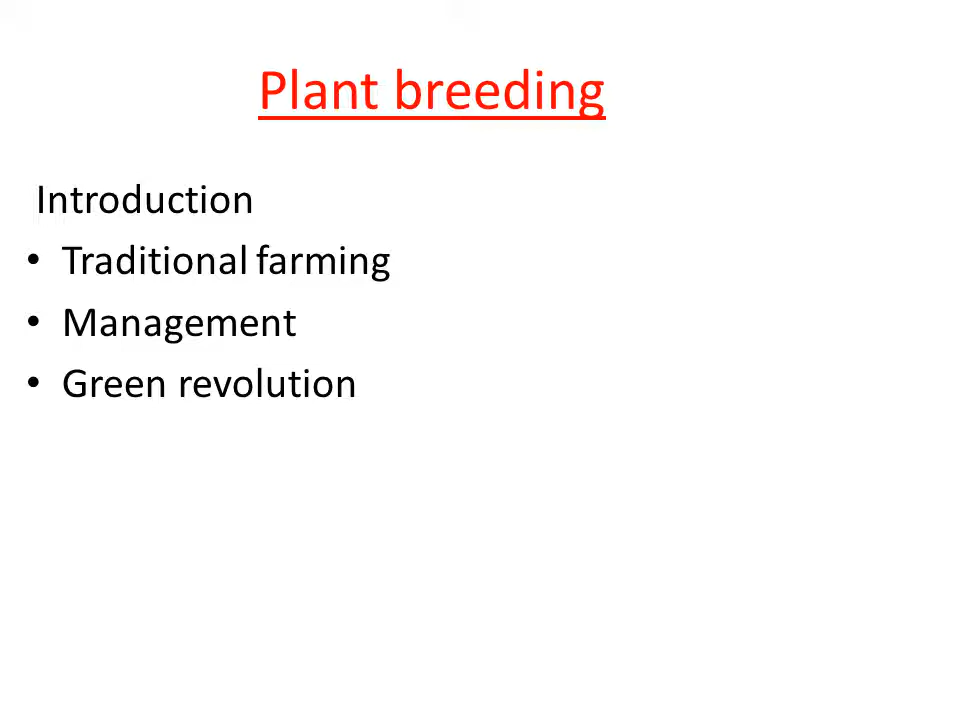 Plant breeding
Introduction
• Traditional farming
• Management
• Green revolution